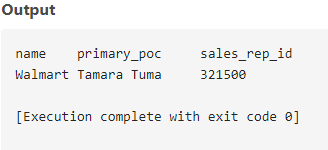 Output
name    primary_poc     sales_rep_id
Walmart Tamara Tuma     321500
[Execution complete with exit code 0]